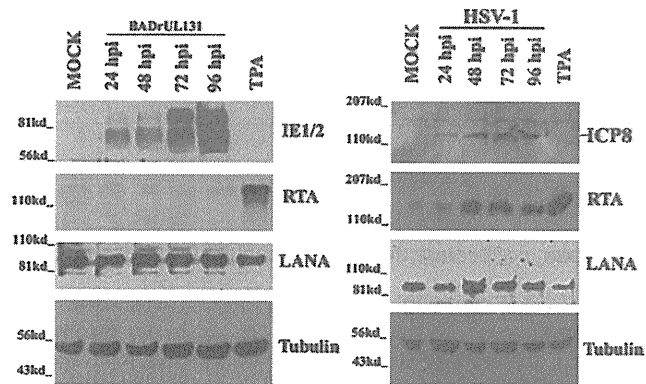 BADrUL131
MOCK
24 hpi
48 hpi
72 hpi
96 hpi
TPA
81kd_
56kd_
IE1/2
110kd_
RTA
110kd_
81kd_
LANA
56kd_
43kd_
Tubulin
HSV-1
MOCK
24 hpi
48 hpi
72 hpi
96 hpi
TPA
207kd_
110kd_
ICP8
207kd_
110kd_
RTA
110kd_
81kd_
LANA
56kd_
43kd_
Tubulin